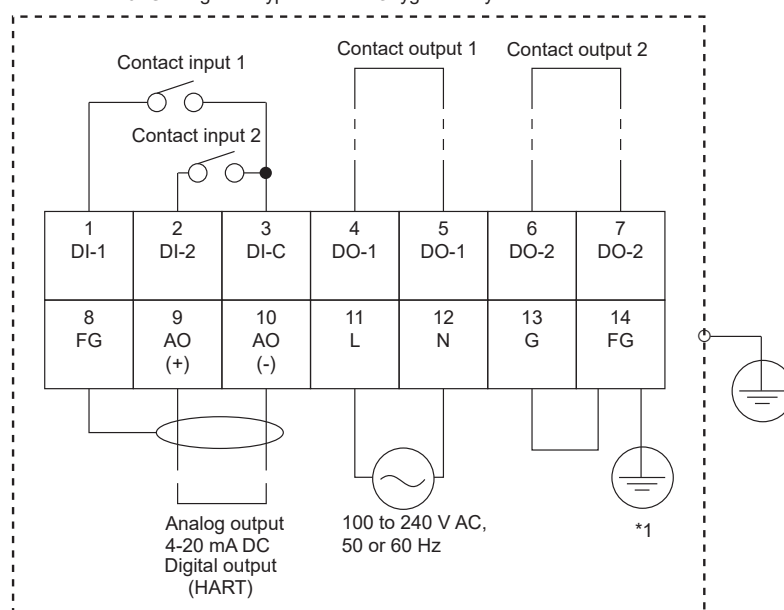 Contact input 1
Contact output 1
Contact output 2
Contact input 2
1 2 3 4 5 6 7
DI-1 DI-2 DI-C DO-1 DO-1 DO-2 DO-2
8 9 10 11 12 13 14
FG AO AO L N G FG
(+) (-)
Analog output
4-20 mA DC
Digital output
(HART)
100 to 240 V AC,
50 or 60 Hz
*1